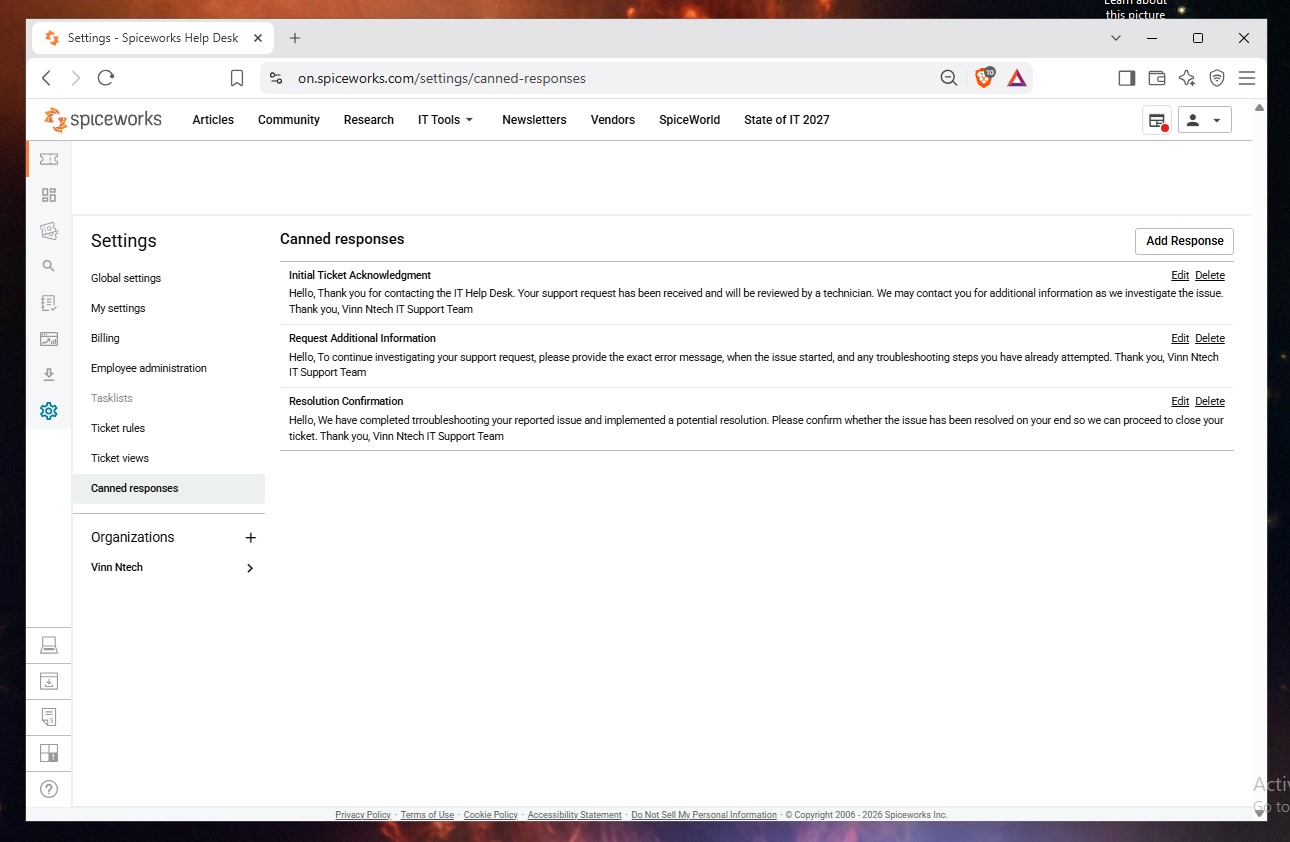 Learn about
this picture
Settings - Spiceworks Help Desk
on.spiceworks.com/settings/canned-responses
10
spiceworks
Articles
Community
Research
IT Tools
Newsletters
Vendors
SpiceWorld
State of IT 2027
Settings
Global settings
My settings
Billing
Employee administration
Tasklists
Ticket rules
Ticket views
Canned responses
Organizations
Vinn Ntech
Canned responses
Add Response
Initial Ticket Acknowledgment
Edit Delete
Hello, Thank you for contacting the IT Help Desk. Your support request has been received and will be reviewed by a technician. We may contact you for additional information as we investigate the issue.
Thank you, Vinn Ntech IT Support Team
Request Additional Information
Edit Delete
Hello, To continue investigating your support request, please provide the exact error message, when the issue started, and any troubleshooting steps you have already attempted. Thank you, Vinn Ntech
IT Support Team
Resolution Confirmation
Edit Delete
Hello, We have completed trroubleshooting your reported issue and implemented a potential resolution. Please confirm whether the issue has been resolved on your end so we can proceed to close your
ticket. Thank you, Vinn Ntech IT Support Team
Privacy Policy · Terms of Use · Cookie Policy · Accessibility Statement · Do Not Sell My Personal Information · © Copyright 2006 - 2026 Spiceworks Inc.
Activ
Go to